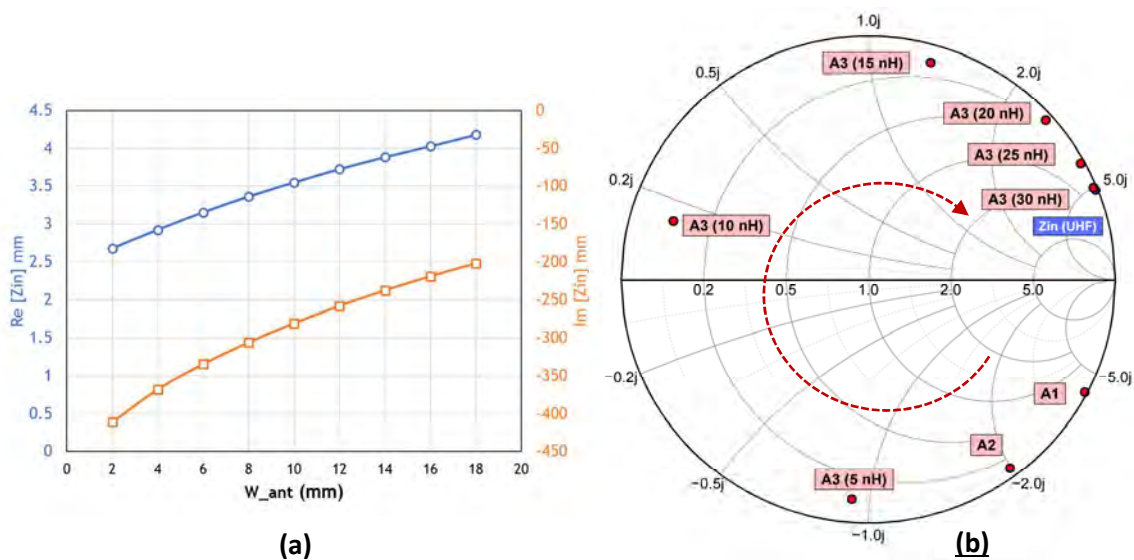 4.5
4
3.5
3
2.5
2
1.5
1
0.5
0
Re [Zin] mm
0
-50
-100
-150
-200
-250
-300
-350
-400
-450
Im [Zin] mm
0 2 4 6 8 10 12 14 16 18 20
W_ant (mm)
(a)
1.0j
A3 (15 nH)
0.5j
2.0j
A3 (20 nH)
A3 (25 nH)
0.2j
5.0j
A3 (30 nH)
A3 (10 nH)
Zin (UHF)
0.2 0.5 1.0 2.0 5.0
−0.2j
−5.0j
A1
A2
A3 (5 nH)
−0.5j
−2.0j
−1.0j
(b)